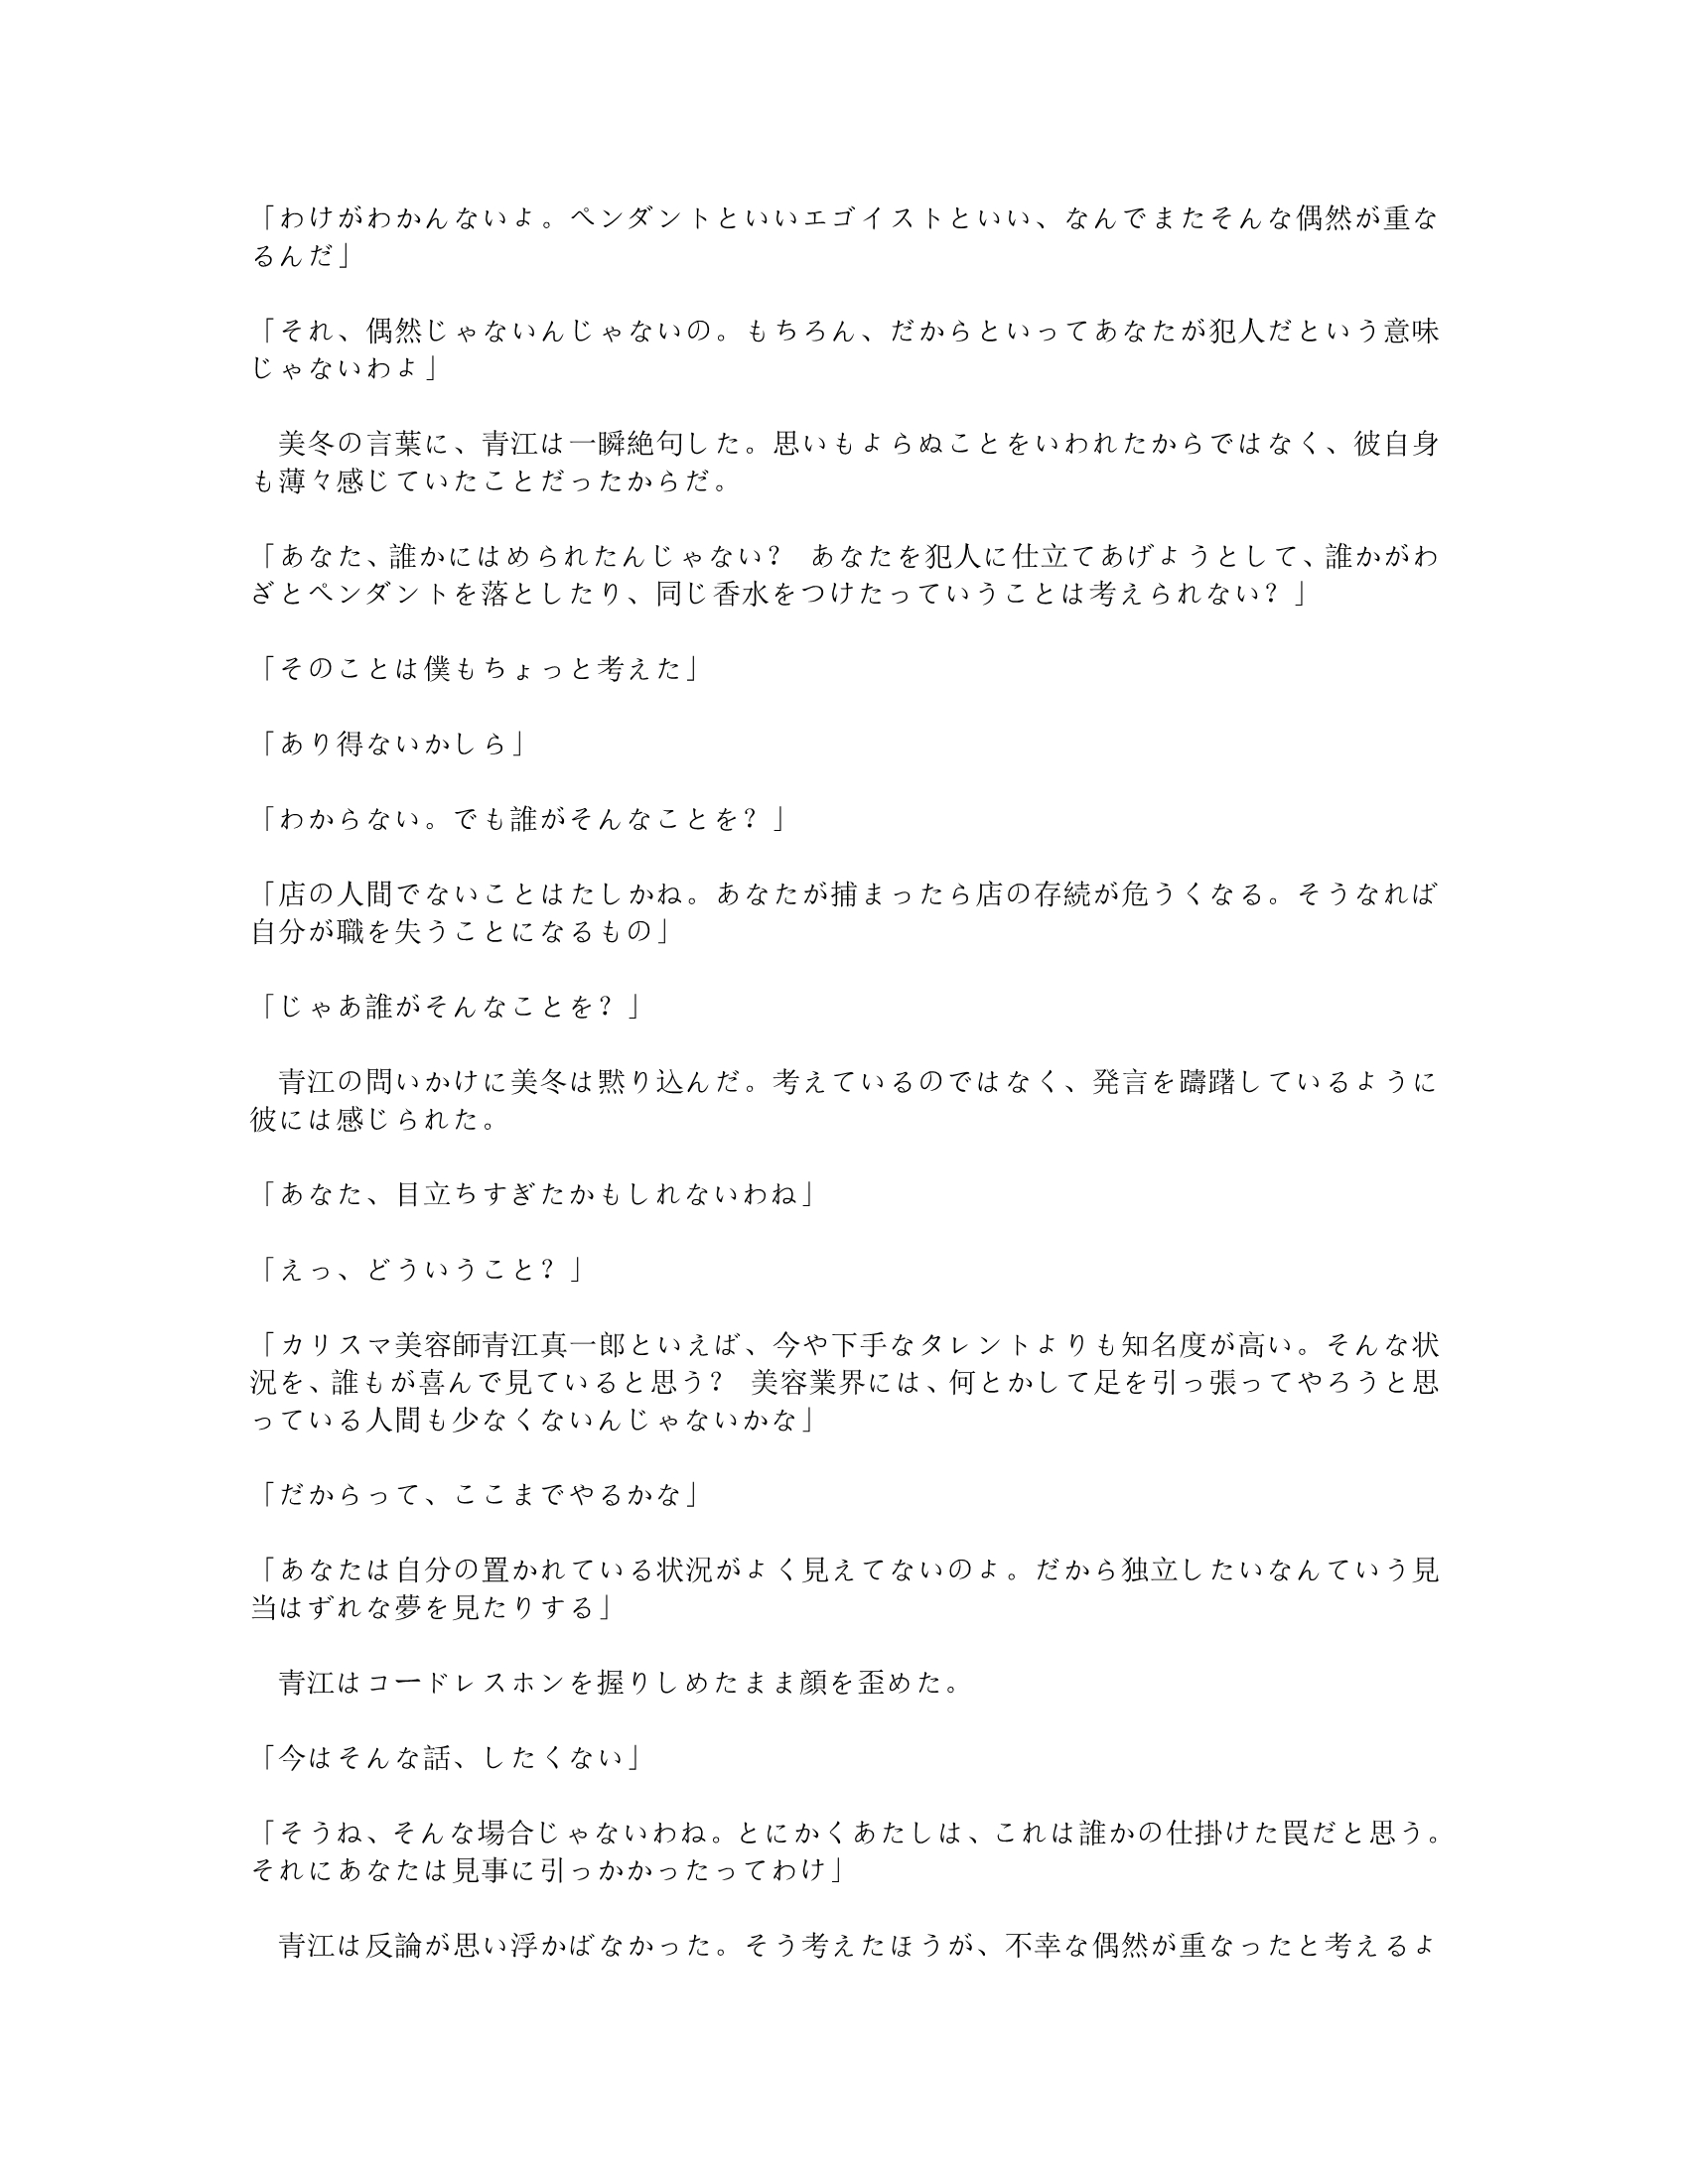 「わけがわかんないよ。ペンダントといいエゴイストといい、なんでまたそんな偶然が重な
るんだ」
「それ、偶然じゃないんじゃないの。もちろん、だからといってあなたが犯人だという意味
じゃないわよ」
　美冬の言葉に、青江は一瞬絶句した。思いもよらぬことをいわれたからではなく、彼自身
も薄々感じていたことだったからだ。
「あなた、誰かにはめられたんじゃない？　あなたを犯人に仕立てあげようとして、誰かがわ
ざとペンダントを落としたり、同じ香水をつけたっていうことは考えられない？」
「そのことは僕もちょっと考えた」
「あり得ないかしら」
「わからない。でも誰がそんなことを？」
「店の人間でないことはたしかね。あなたが捕まったら店の存続が危うくなる。そうなれば
自分が職を失うことになるもの」
「じゃあ誰がそんなことを？」
　青江の問いかけに美冬は黙り込んだ。考えているのではなく、発言を躊躇しているように
彼には感じられた。
「あなた、目立ちすぎたかもしれないわね」
「えっ、どういうこと？」
「カリスマ美容師青江真一郎といえば、今や下手なタレントよりも知名度が高い。そんな状
況を、誰もが喜んで見ていると思う？　美容業界には、何とかして足を引っ張ってやろうと思
っている人間も少なくないんじゃないかな」
「だからって、ここまでやるかな」
「あなたは自分の置かれている状況がよく見えてないのよ。だから独立したいなんていう見
当はずれな夢を見たりする」
　青江はコードレスホンを握りしめたまま顔を歪めた。
「今はそんな話、したくない」
「そうね、そんな場合じゃないわね。とにかくあたしは、これは誰かの仕掛けた罠だと思う。
それにあなたは見事に引っかかったってわけ」
　青江は反論が思い浮かばなかった。そう考えたほうが、不幸な偶然が重なったと考えるよ